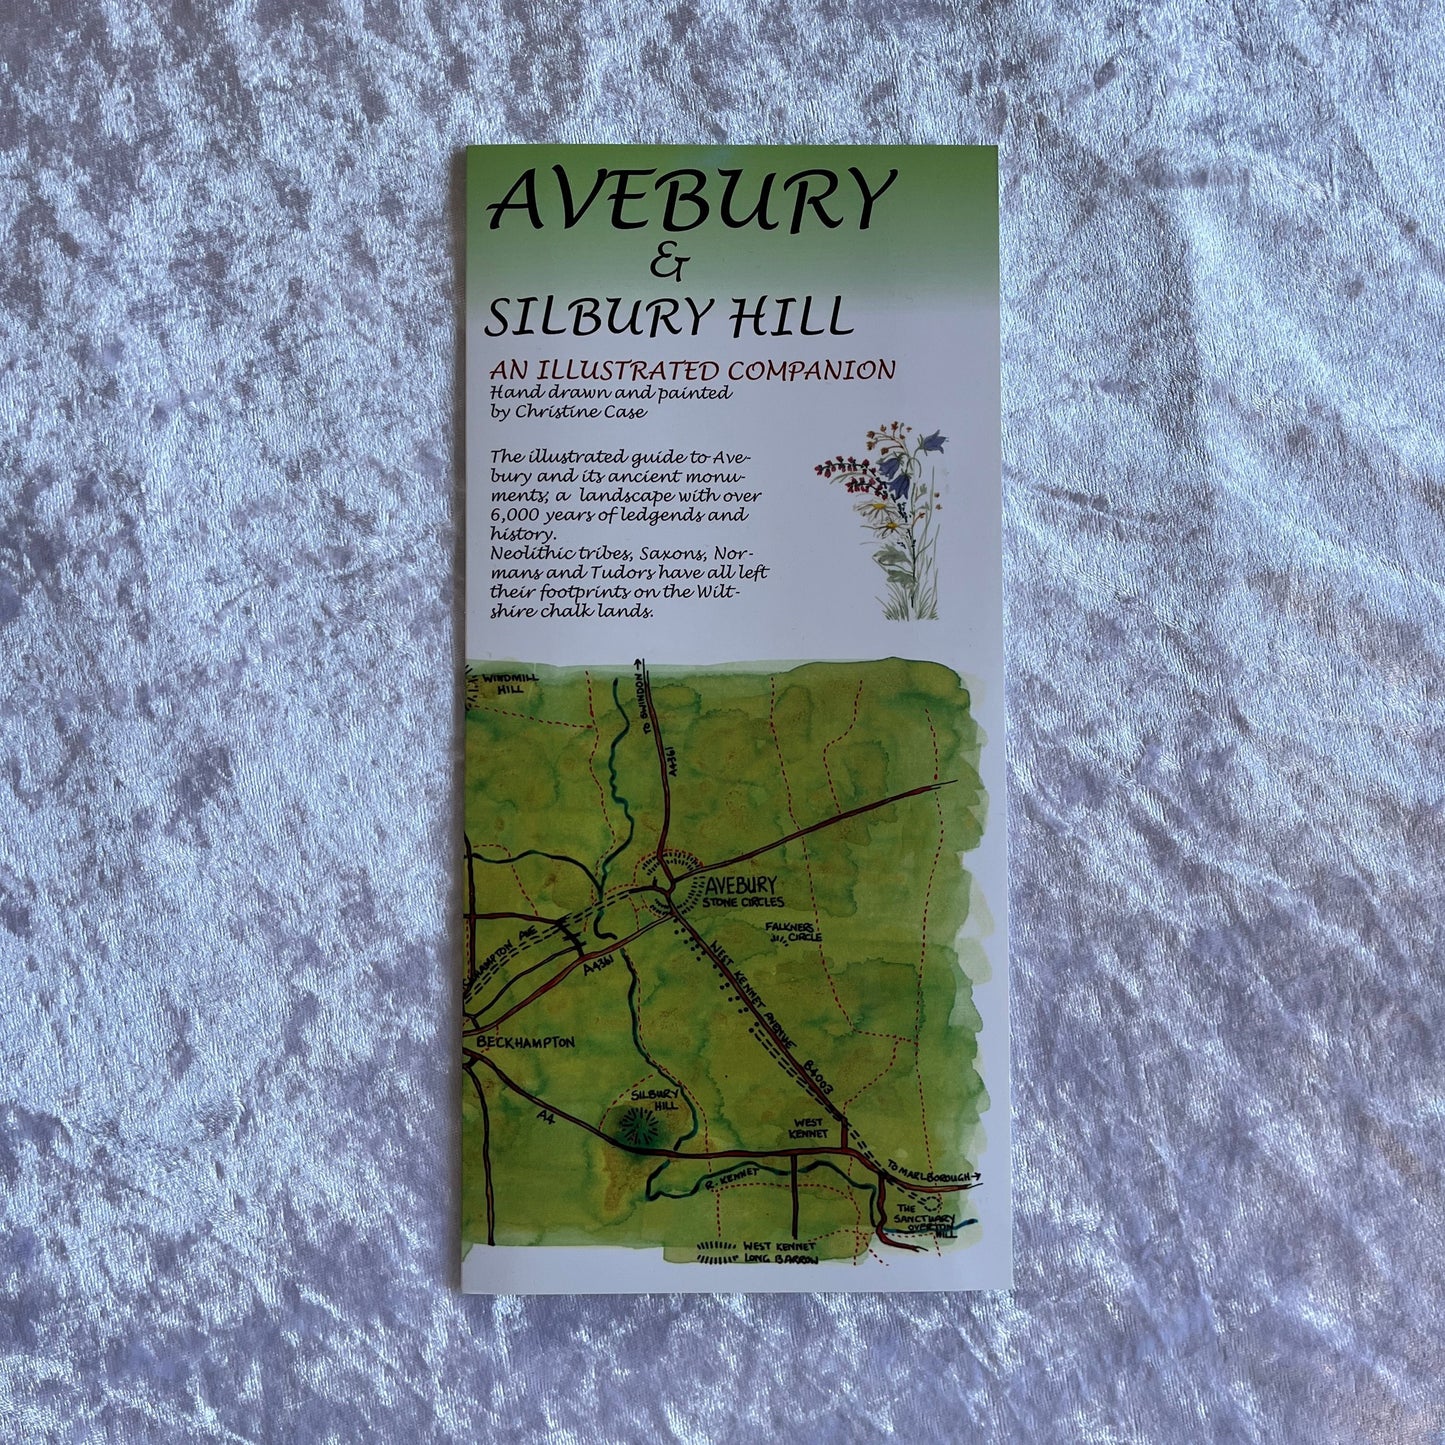 AVEBURY
&
SILBURY HILL
AN ILLUSTRATED COMPANION
Hand drawn and painted
by Christine Case
The illustrated guide to Ave-
bury and its ancient monu-
ments, a landscape with over
6,000 years of ledgends and
history.
Neolithic tribes, Saxons, Nor-
mans and Tudors have all left
their footprints on the Wilt-
shire chalk lands.
WINDMILL
HILL
TO SWINDON
A4361
AVEBURY
STONE CIRCLES
FALKNERS
CIRCLE
AVE
A4361
WEST KENNET AVENUE B4003
BECKHAMPTON
SILBURY
HILL
A4
WEST
KENNET
TO MARLBOROUGH
R. KENNET
THE
SANCTUARY
OVERTON
HILL
WEST KENNET
LONG BARROW